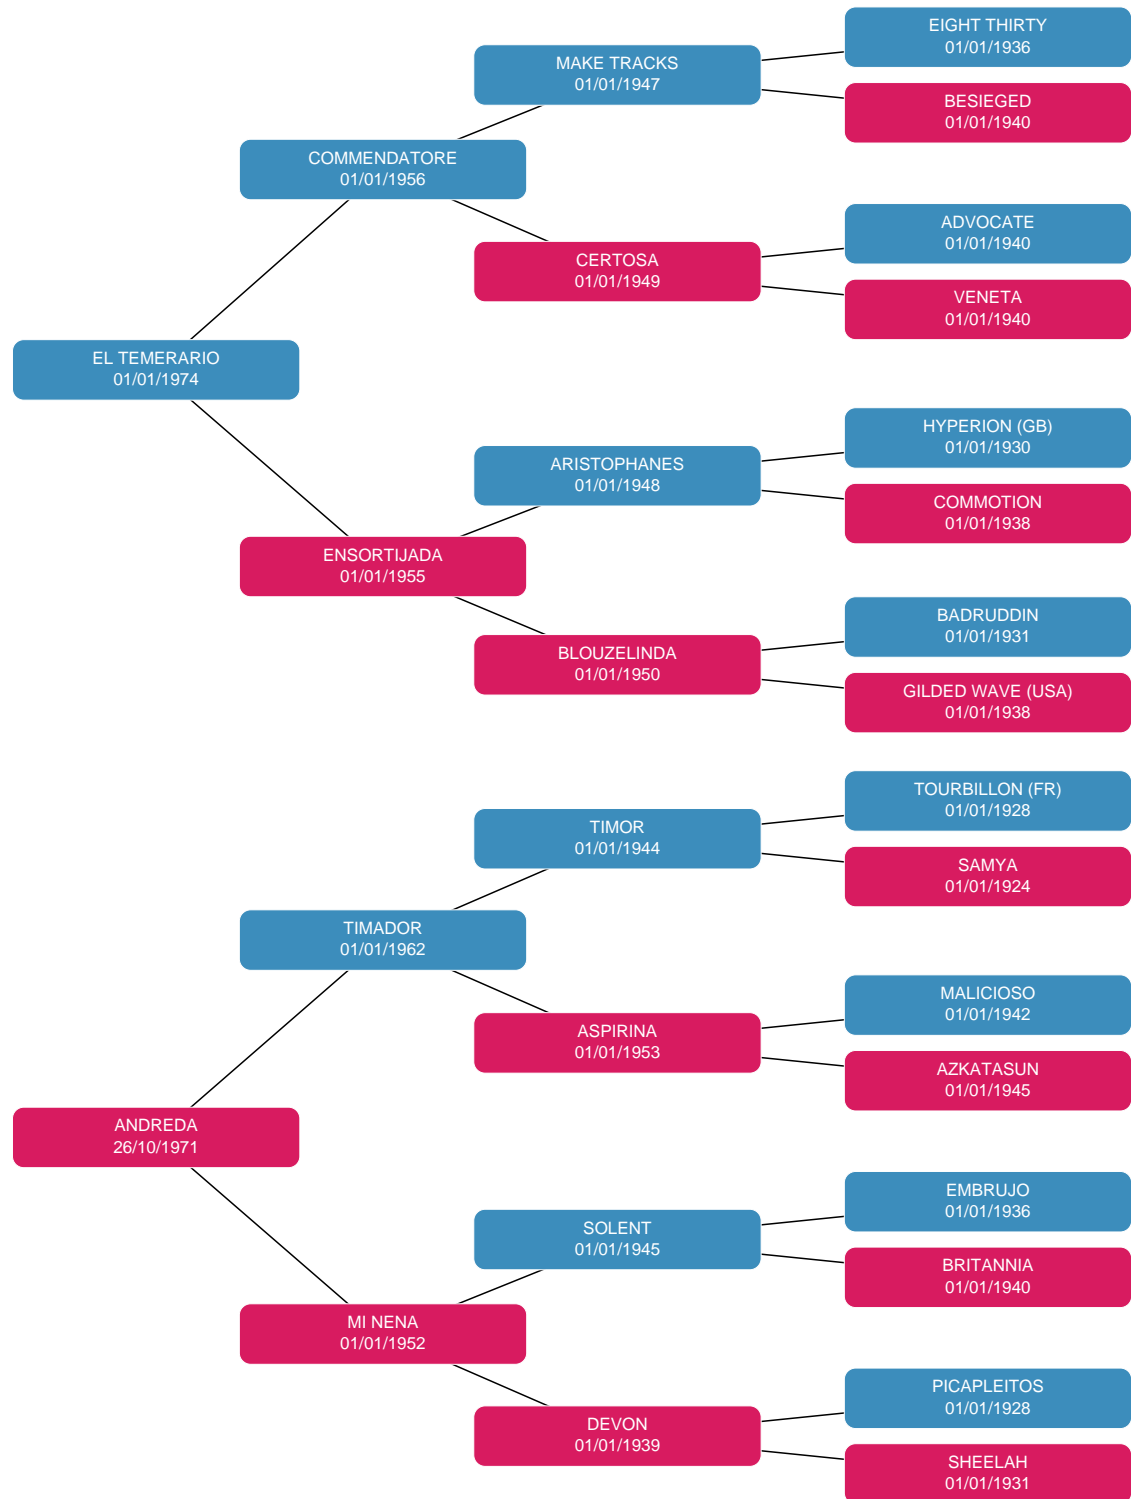 EIGHT THIRTY
01/01/1936
MAKE TRACKS
01/01/1947
BESIEGED
01/01/1940
COMMENDATORE
01/01/1956
ADVOCATE
01/01/1940
CERTOSA
01/01/1949
VENETA
01/01/1940
EL TEMERARIO
01/01/1974
HYPERION (GB)
01/01/1930
ARISTOPHANES
01/01/1948
COMMOTION
01/01/1938
ENSORTIJADA
01/01/1955
BADRUDDIN
01/01/1931
BLOUZELINDA
01/01/1950
GILDED WAVE (USA)
01/01/1938
TOURBILLON (FR)
01/01/1928
TIMOR
01/01/1944
SAMYA
01/01/1924
TIMADOR
01/01/1962
MALICIOSO
01/01/1942
ASPIRINA
01/01/1953
AZKATASUN
01/01/1945
ANDREDA
26/10/1971
EMBRUJO
01/01/1936
SOLENT
01/01/1945
BRITANNIA
01/01/1940
MI NENA
01/01/1952
PICAPLEITOS
01/01/1928
DEVON
01/01/1939
SHEELAH
01/01/1931